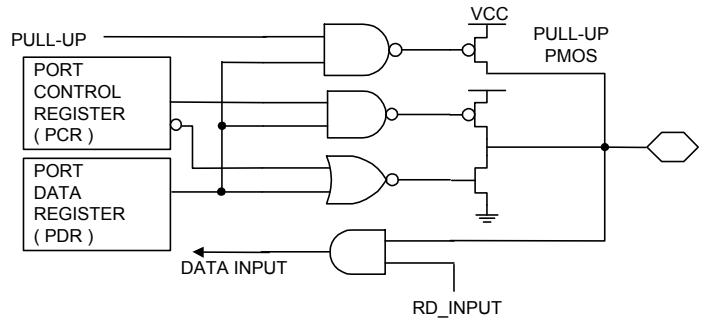 VCC
PULL-UP
PULL-UP
PMOS
PORT
CONTROL
REGISTER
( PCR )
PORT
DATA
REGISTER
( PDR )
DATA INPUT
RD_INPUT